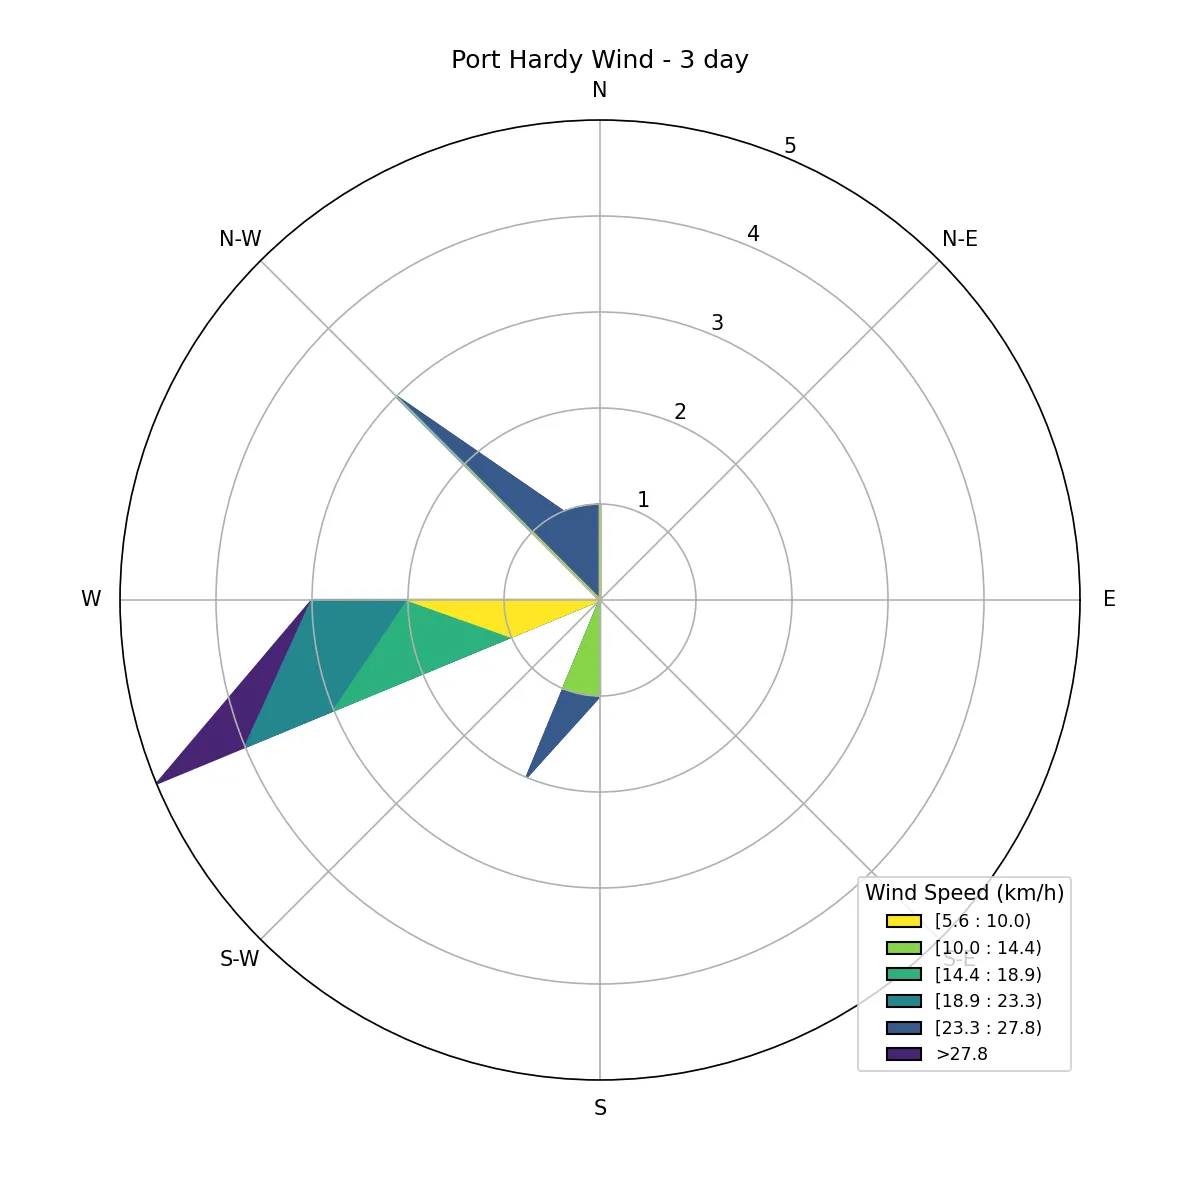 Port Hardy Wind - 3 day
N
5
N-W
4
N-E
3
2
1
W
E
S-W
S-E
S
Wind Speed (km/h)
[5.6 : 10.0)
[10.0 : 14.4)
[14.4 : 18.9)
[18.9 : 23.3)
[23.3 : 27.8)
>27.8